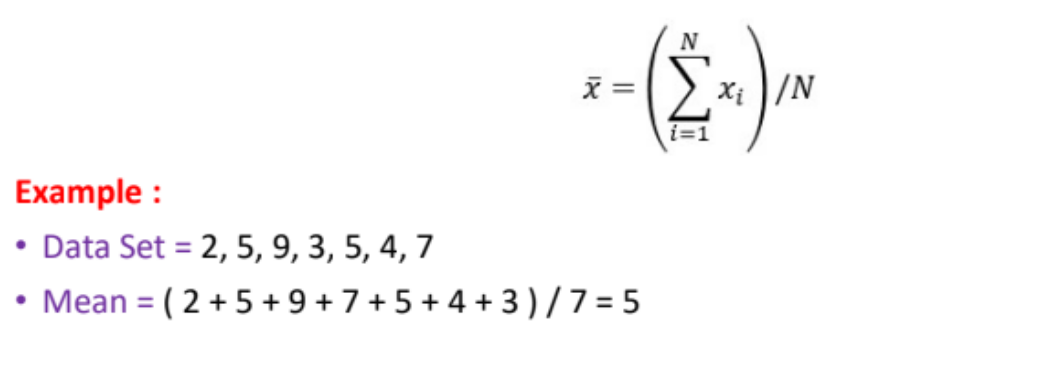 x̄ = (∑_{i=1}^{N} x_i) /N
Example :
• Data Set = 2, 5, 9, 3, 5, 4, 7
• Mean = ( 2 + 5 + 9 + 7 + 5 + 4 + 3 ) / 7 = 5